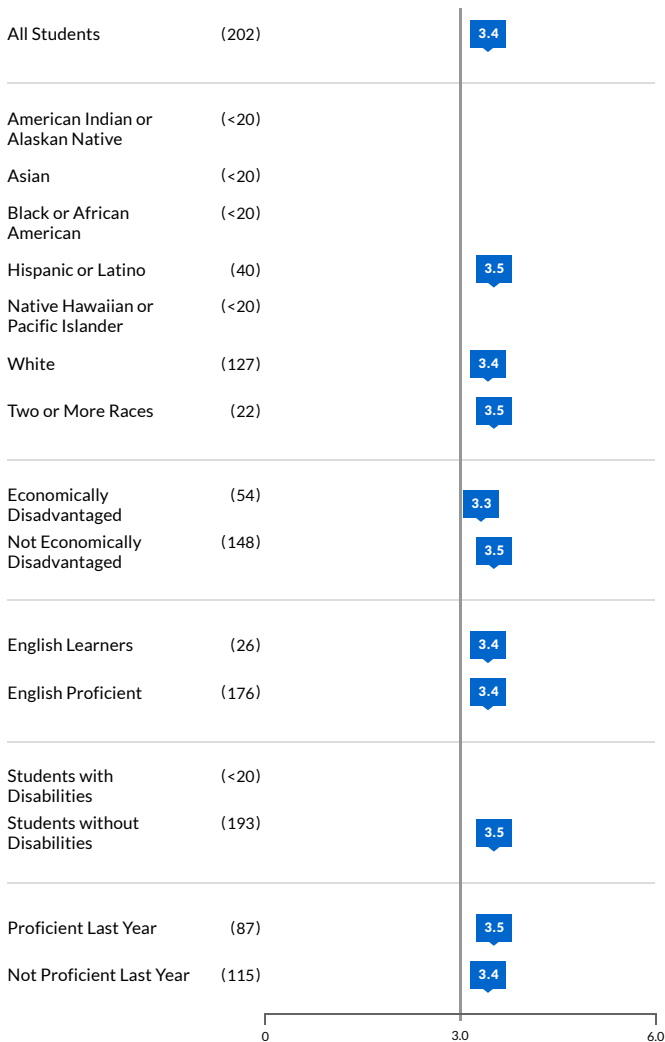 All Students (202) 3.4
American Indian or (<20)
Alaskan Native
Asian (<20)
Black or African (<20)
American
Hispanic or Latino (40) 3.5
Native Hawaiian or (<20)
Pacific Islander
White (127) 3.4
Two or More Races (22) 3.5
Economically (54) 3.3
Disadvantaged
Not Economically (148) 3.5
Disadvantaged
English Learners (26) 3.4
English Proficient (176) 3.4
Students with (<20)
Disabilities
Students without (193) 3.5
Disabilities
Proficient Last Year (87) 3.5
Not Proficient Last Year (115) 3.4
0 3.0 6.0